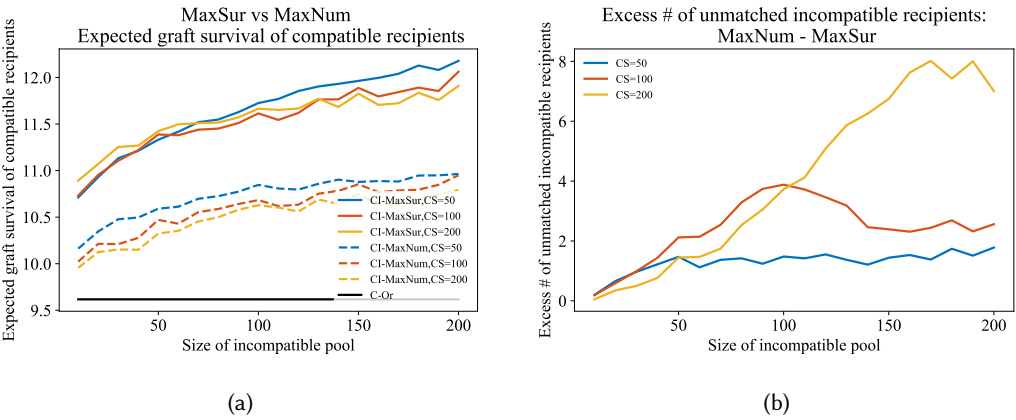 MaxSur vs MaxNum
Expected graft survival of compatible recipients
Expected graft survival of compatible recipients
12.0
11.5
11.0
10.5
10.0
9.5
CI-MaxSur,CS=50
CI-MaxSur,CS=100
CI-MaxSur,CS=200
CI-MaxNum,CS=50
CI-MaxNum,CS=100
CI-MaxNum,CS=200
C-Or
50
100
150
200
Size of incompatible pool
(a)
Excess # of unmatched incompatible recipients:
MaxNum - MaxSur
Excess # of unmatched incompatible recipients
8
6
4
2
0
CS=50
CS=100
CS=200
50
100
150
200
Size of incompatible pool
(b)